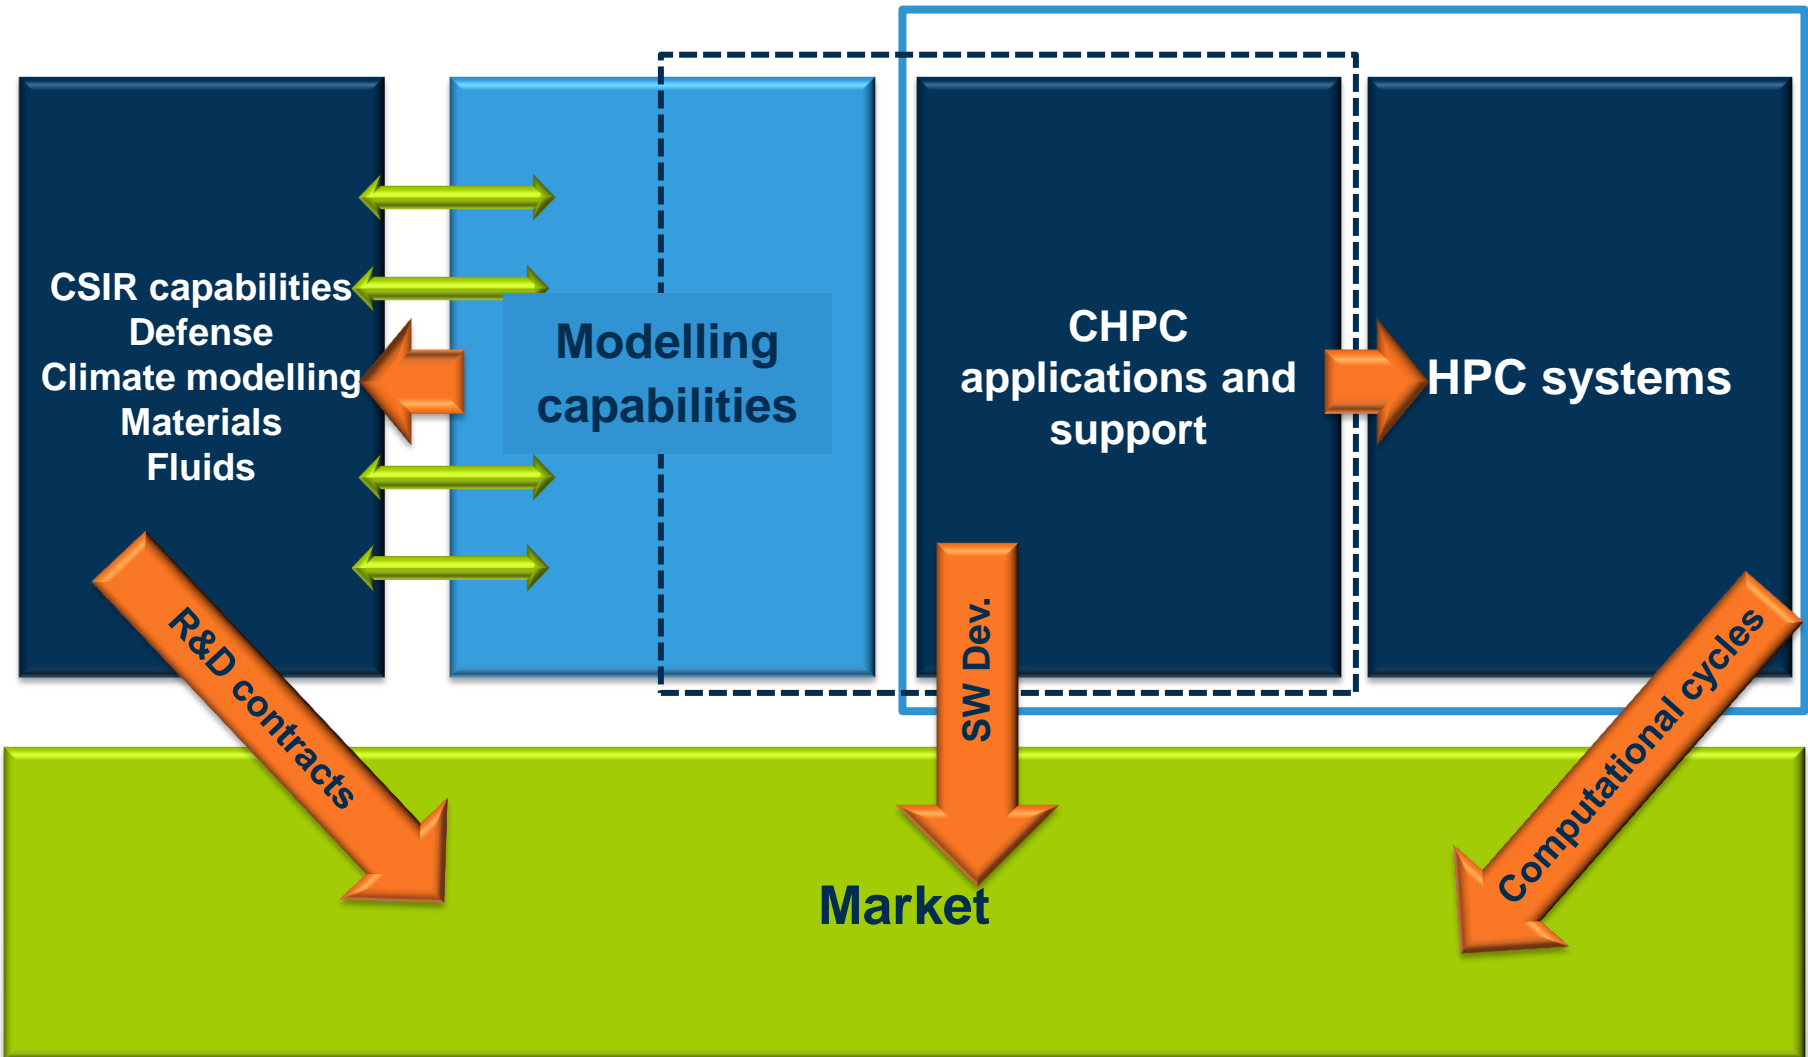 CSIR capabilities
Defense
Climate modelling
Materials
Fluids
Modelling
capabilities
CHPC
applications and
support
HPC systems
R&D contracts
SW Dev.
Computational cycles
Market